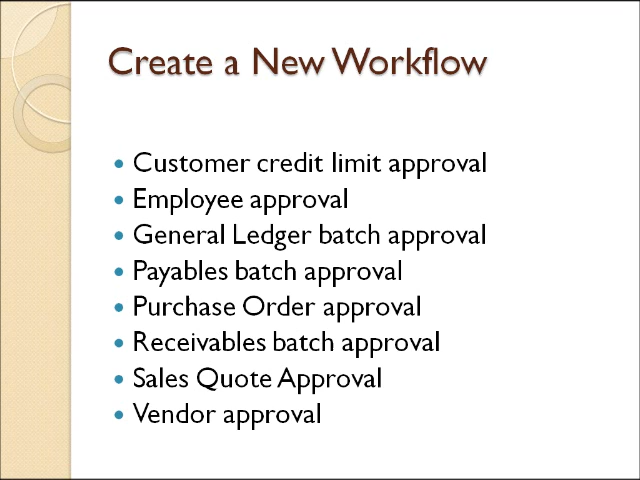 Create a New Workflow
Customer credit limit approval
Employee approval
General Ledger batch approval
Payables batch approval
Purchase Order approval
Receivables batch approval
Sales Quote Approval
Vendor approval